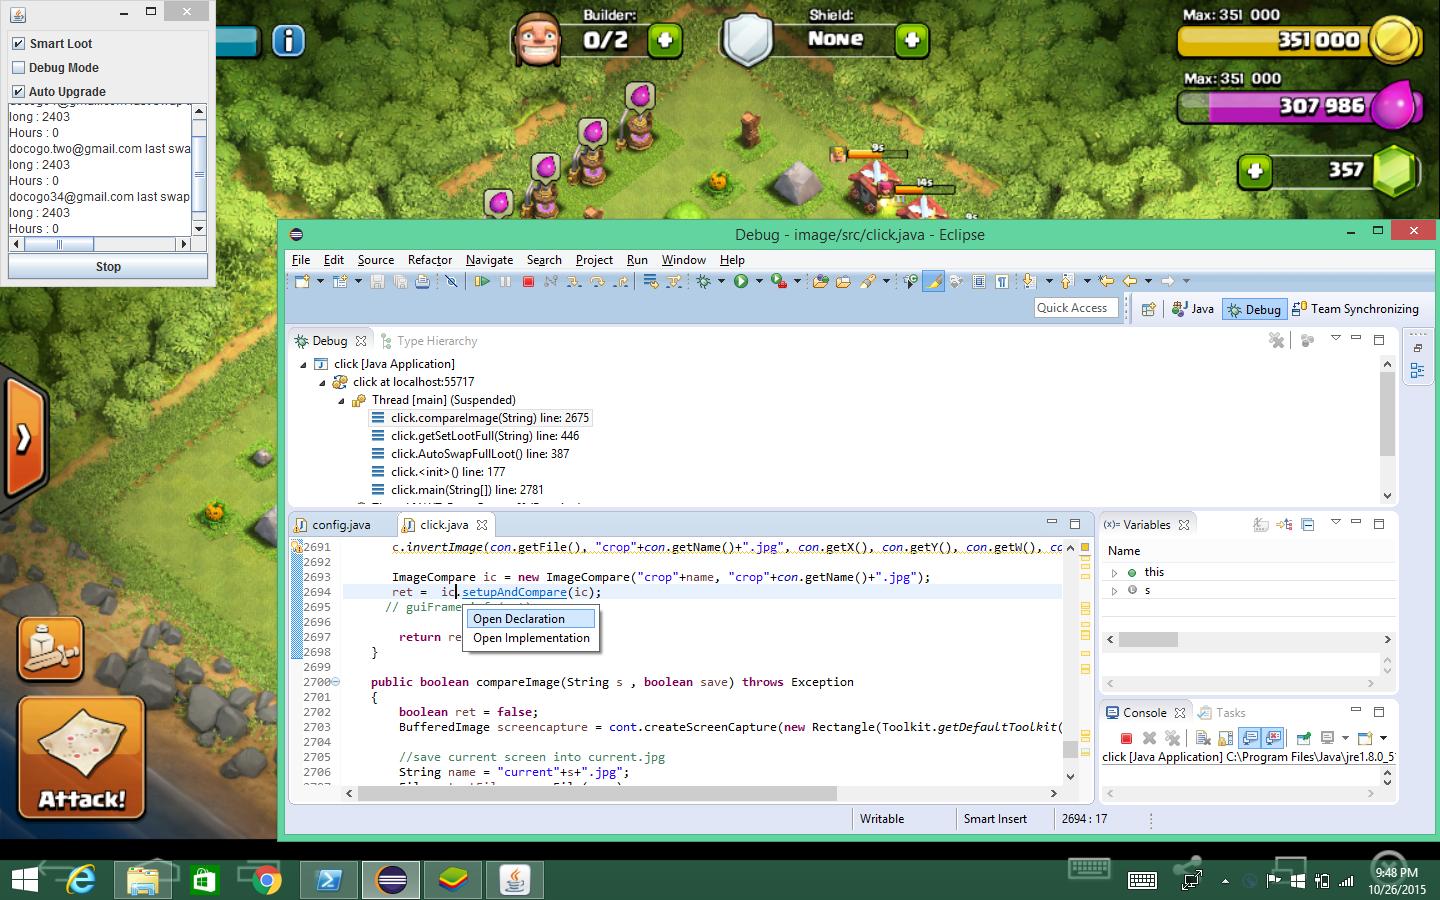 Smart Loot
Debug Mode
Auto Upgrade
long : 2403
Hours : 0
docogo.two@gmail.com last swa
long : 2403
Hours : 0
docogo34@gmail.com last swap
long : 2403
Hours : 0
Stop
Builder:
0/2
Shield:
None
Max: 351 000
351 000
Max: 351 000
307 986
357
9s
14s
9s
Debug - image/src/click.java - Eclipse
File Edit Source Refactor Navigate Search Project Run Window Help
Quick Access
Java
Debug
Team Synchronizing
Debug
Type Hierarchy
click [Java Application]
click at localhost:55717
Thread [main] (Suspended)
click.compareImage(String) line: 2675
click.getSetLootFull(String) line: 446
click.AutoSwapFullLoot() line: 387
click.<init>() line: 177
click.main(String[]) line: 2781
config.java
click.java
2691 c.invertImage(con.getFile(), "crop"+con.getName()+".jpg", con.getX(), con.getY(), con.getW(), co
2692
2693 ImageCompare ic = new ImageCompare("crop"+name, "crop"+con.getName()+".jpg");
2694 ret = ic.setupAndCompare(ic);
2695 // guiFrame
2696
2697 return re
2698 }
2699
2700 public boolean compareImage(String s , boolean save) throws Exception
2701 {
2702 boolean ret = false;
2703 BufferedImage screencapture = cont.createScreenCapture(new Rectangle(Toolkit.getDefaultToolkit(
2704
2705 //save current screen into current.jpg
2706 String name = "current"+s+".jpg";
Open Declaration
Open Implementation
(x)= Variables
Name
this
s
Console
Tasks
click [Java Application] C:\Program Files\Java\jre1.8.0_5
Writable
Smart Insert
2694 : 17
Attack!
9:48 PM
10/26/2015